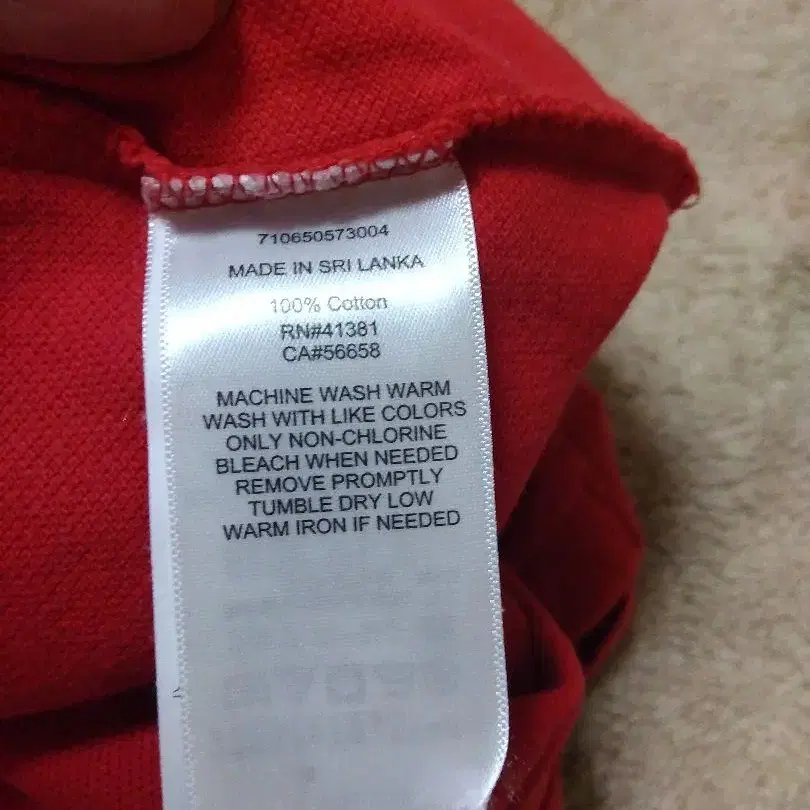 710650573004
MADE IN SRI LANKA
100% Cotton
RN#41381
CA#56658
MACHINE WASH WARM
WASH WITH LIKE COLORS
ONLY NON-CHLORINE
BLEACH WHEN NEEDED
REMOVE PROMPTLY
TUMBLE DRY LOW
WARM IRON IF NEEDED